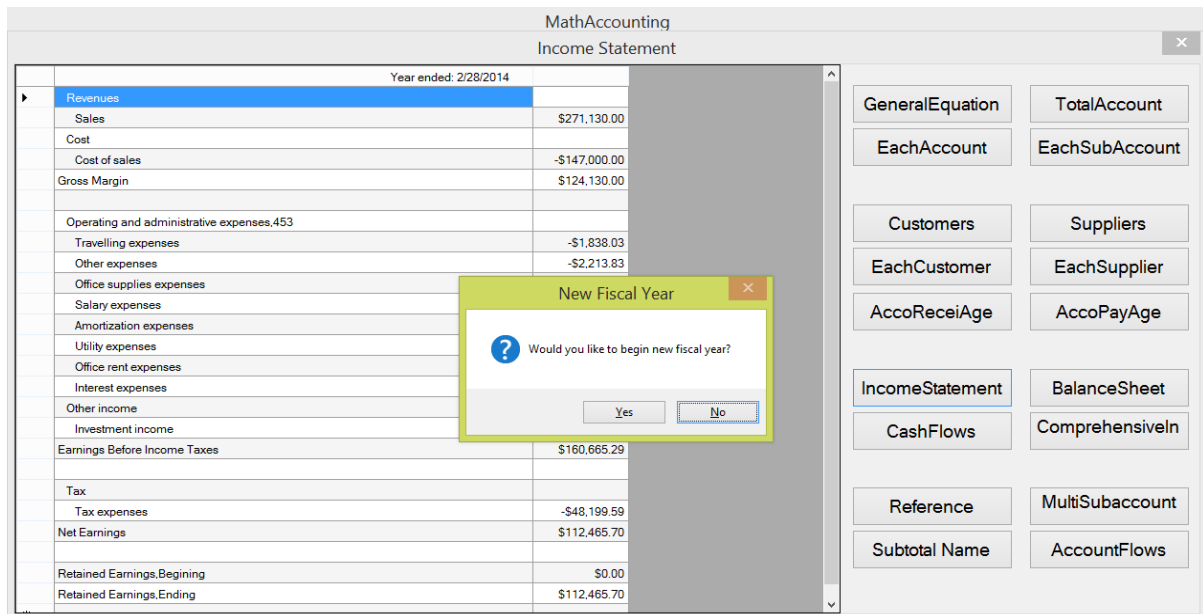 MathAccounting
Income Statement
Year ended: 2/28/2014
Revenues
Sales $271,130.00
Cost
Cost of sales -$147,000.00
Gross Margin $124,130.00
Operating and administrative expenses,453
Travelling expenses -$1,838.03
Other expenses -$2,213.83
Office supplies expenses
Salary expenses
Amortization expenses
Utility expenses
Office rent expenses
Interest expenses
Other income
Investment income
Earnings Before Income Taxes $160,665.29
Tax
Tax expenses -$48,199.59
Net Earnings $112,465.70
Retained Earnings,Begining $0.00
Retained Earnings,Ending $112,465.70
New Fiscal Year
Would you like to begin new fiscal year?
Yes No
GeneralEquation TotalAccount
EachAccount EachSubAccount
Customers Suppliers
EachCustomer EachSupplier
AccoReceiAge AccoPayAge
IncomeStatement BalanceSheet
CashFlows ComprehensiveIn
Reference MultiSubaccount
Subtotal Name AccountFlows